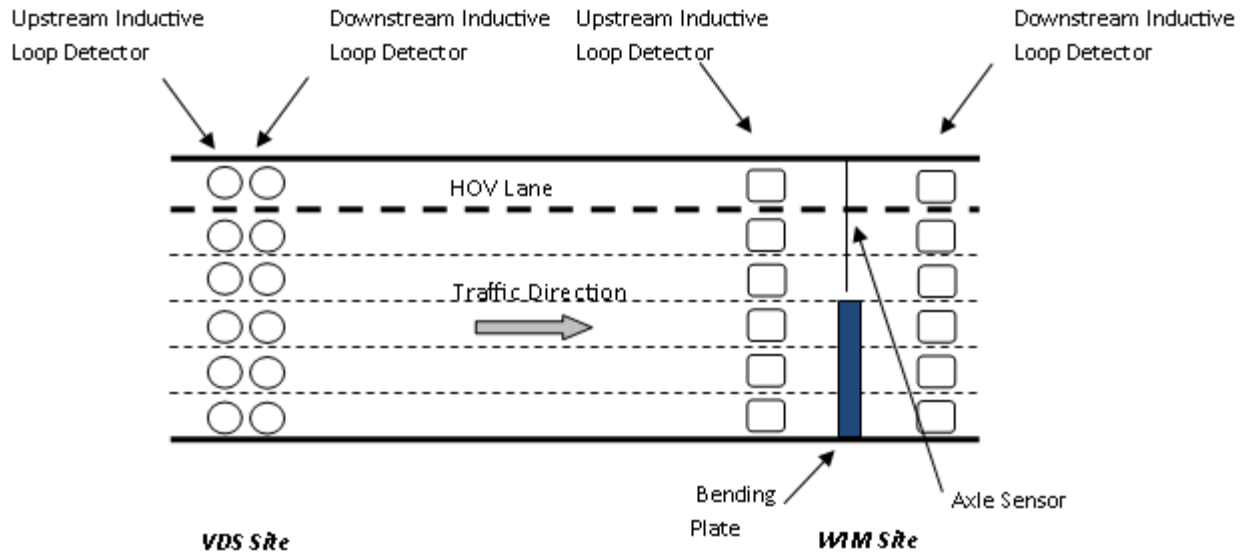 Upstream Inductive
Loop Detector
Downstream Inductive
Loop Detector
Upstream Inductive
Loop Detector
Downstream Inductive
Loop Detector
HOV Lane
Traffic Direction
Bending
Plate
Axle Sensor
VDS Site
WIM Site